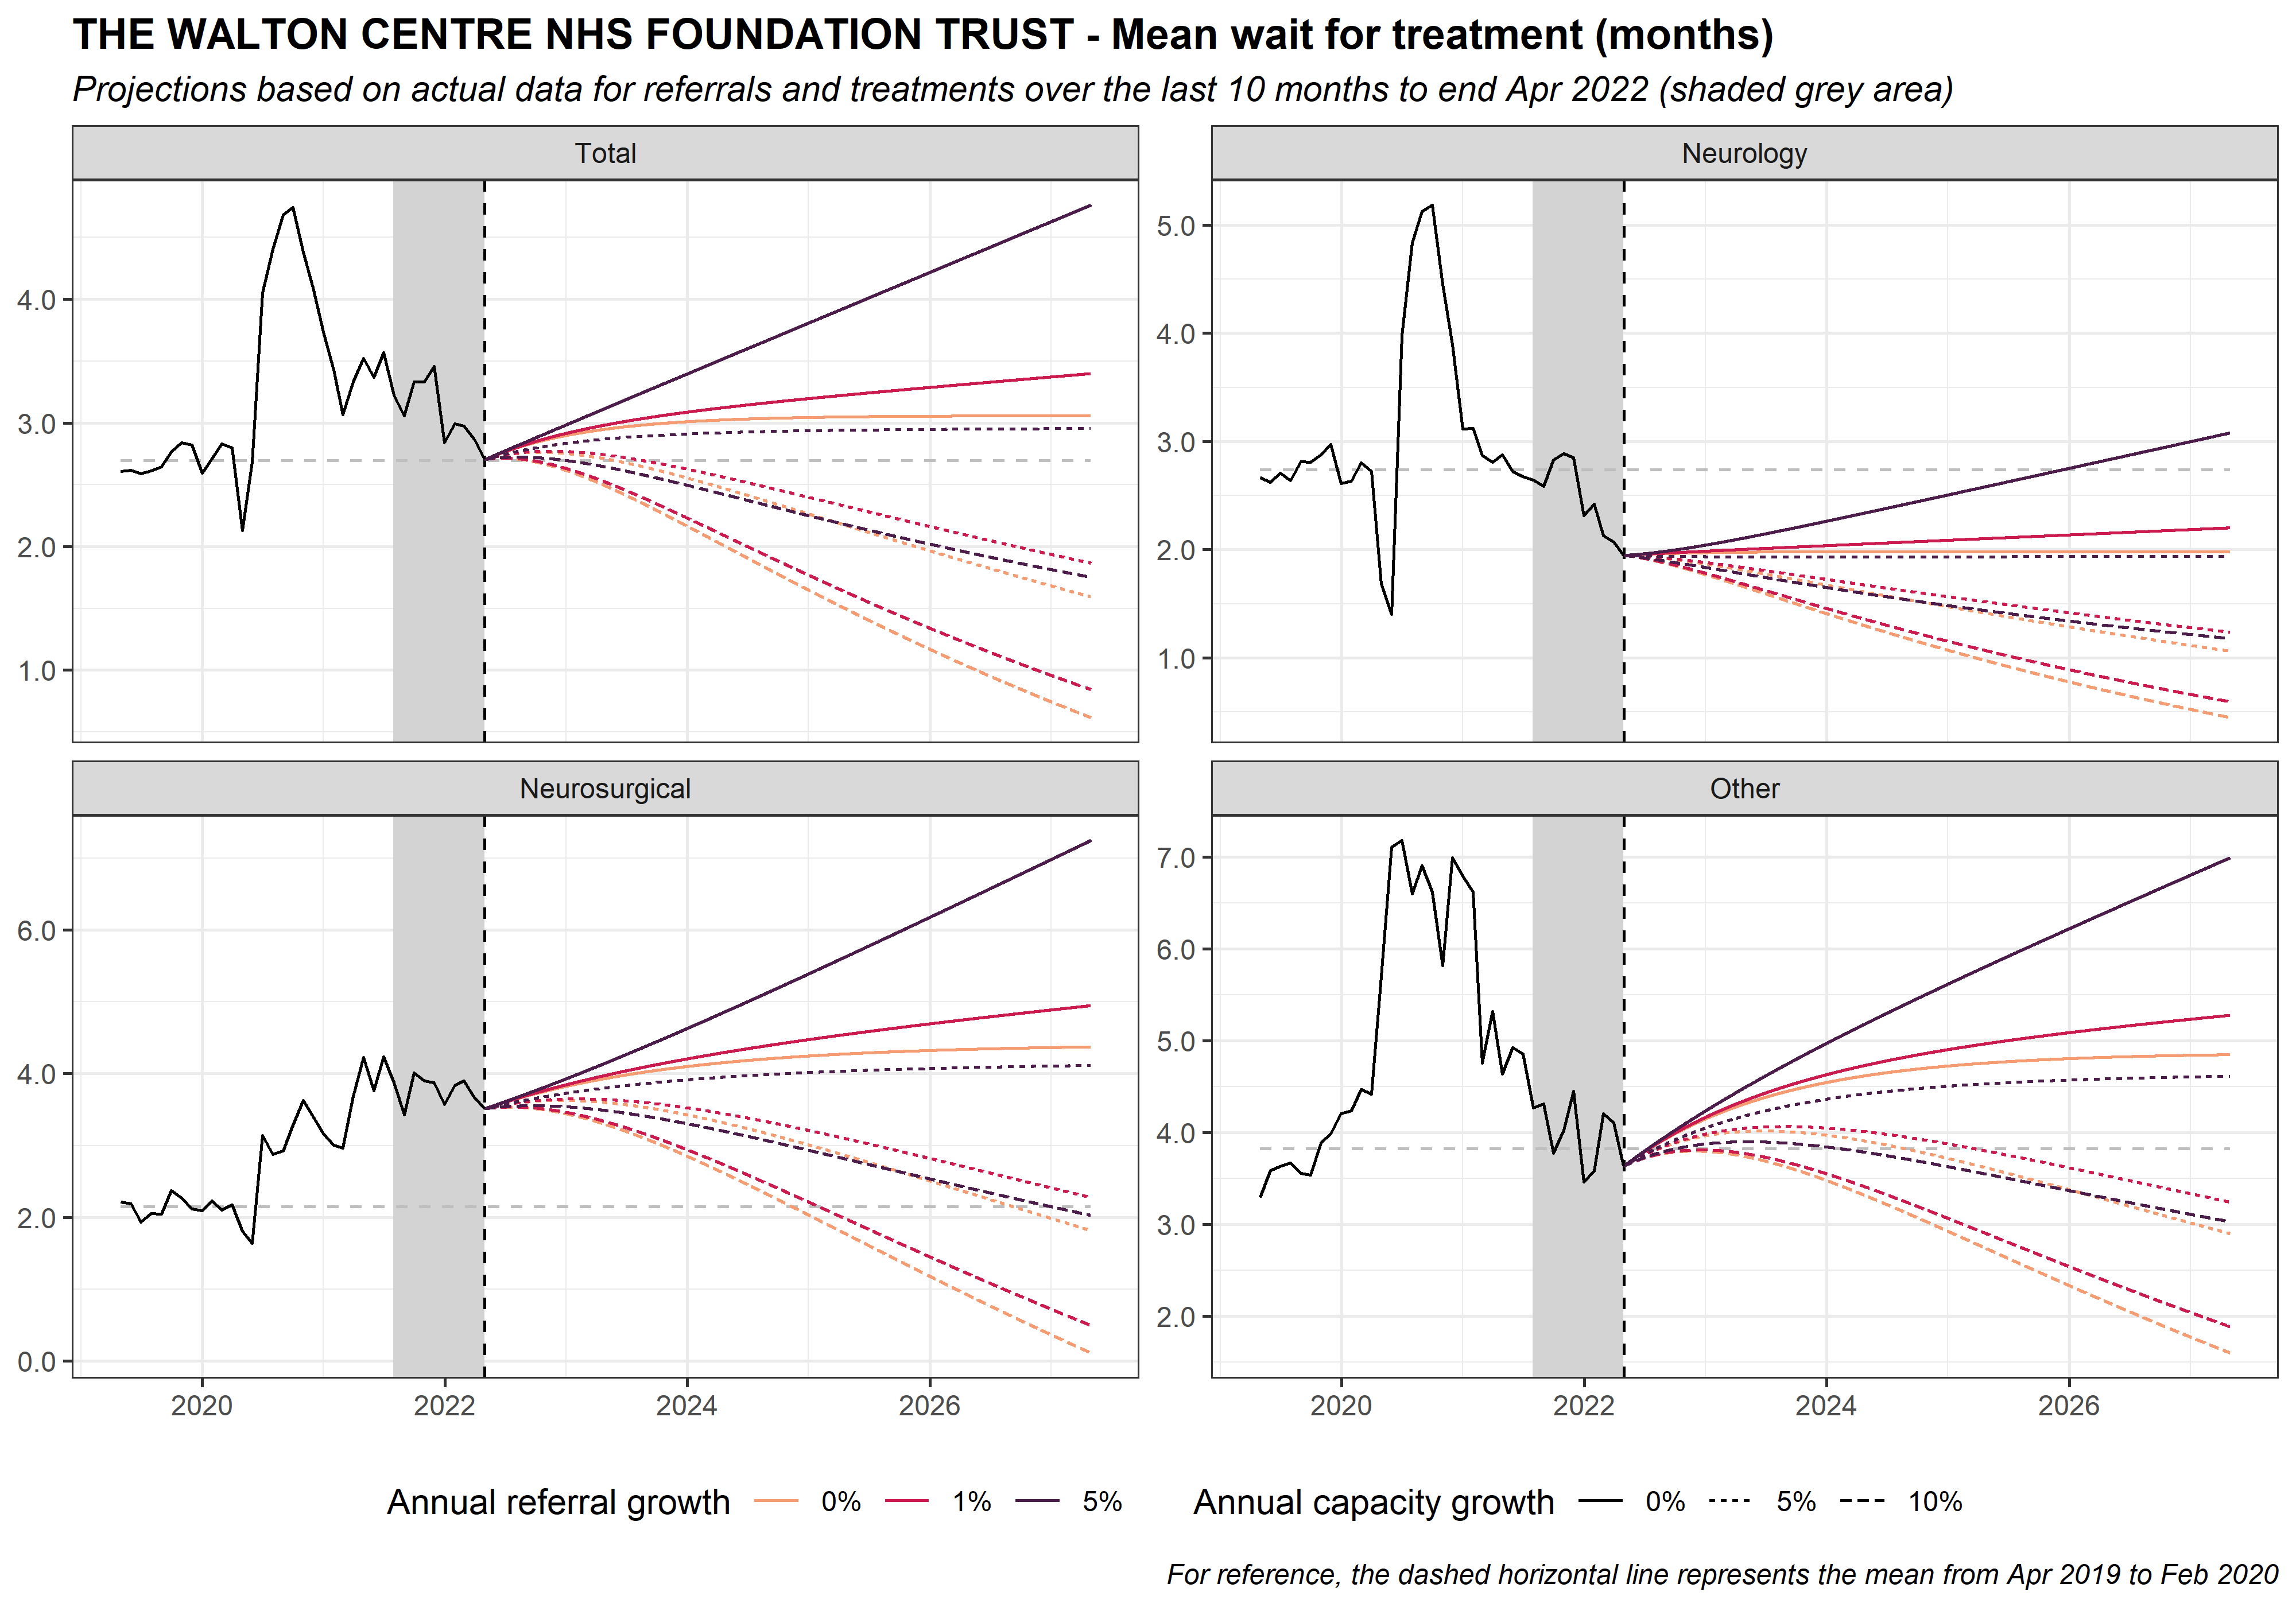 THE WALTON CENTRE NHS FOUNDATION TRUST - Mean wait for treatment (months)
Projections based on actual data for referrals and treatments over the last 10 months to end Apr 2022 (shaded grey area)
Total
4.0
3.0
2.0
1.0
Neurology
5.0
4.0
3.0
2.0
1.0
Neurosurgical
6.0
4.0
2.0
0.0
2020 2022 2024 2026
Other
7.0
6.0
5.0
4.0
3.0
2.0
2020 2022 2024 2026
Annual referral growth 0% 1% 5%
Annual capacity growth 0% 5% 10%
For reference, the dashed horizontal line represents the mean from Apr 2019 to Feb 2020